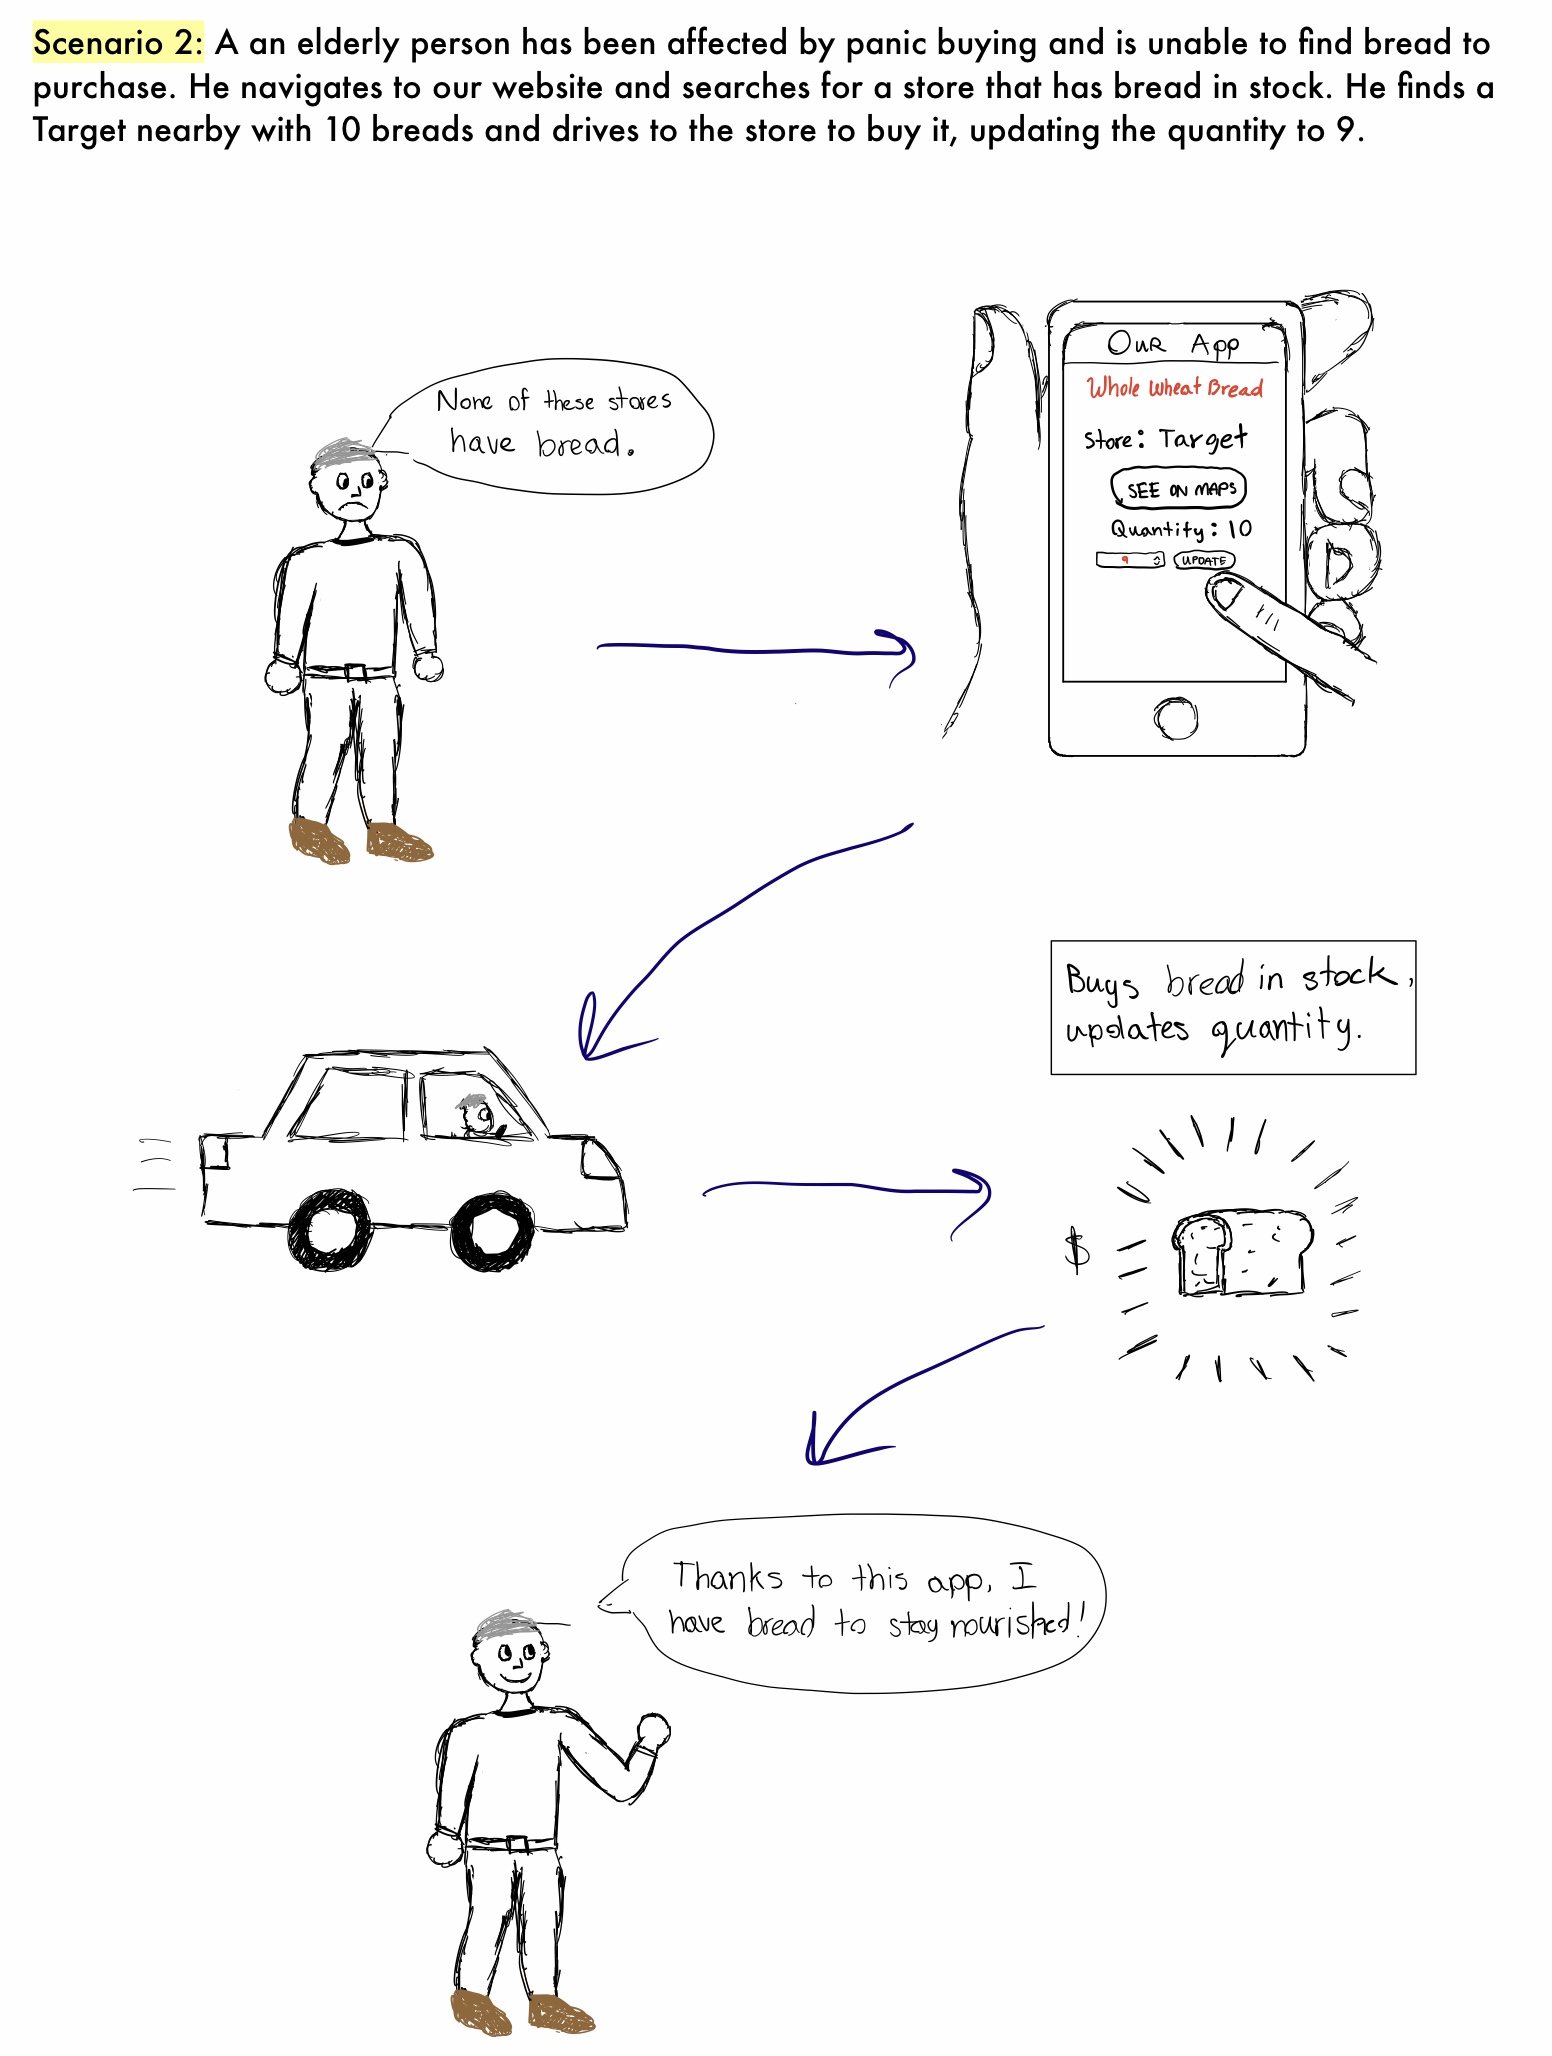 Scenario 2: A an elderly person has been affected by panic buying and is unable to find bread to
purchase. He navigates to our website and searches for a store that has bread in stock. He finds a
Target nearby with 10 breads and drives to the store to buy it, updating the quantity to 9.
None of these stores
have bread.
Our App
Whole Wheat Bread
Store: Target
SEE ON MAPS
Quantity: 10
9 UPDATE
Buys bread in stock,
updates quantity.
$
Thanks to this app, I
have bread to stay nourished!